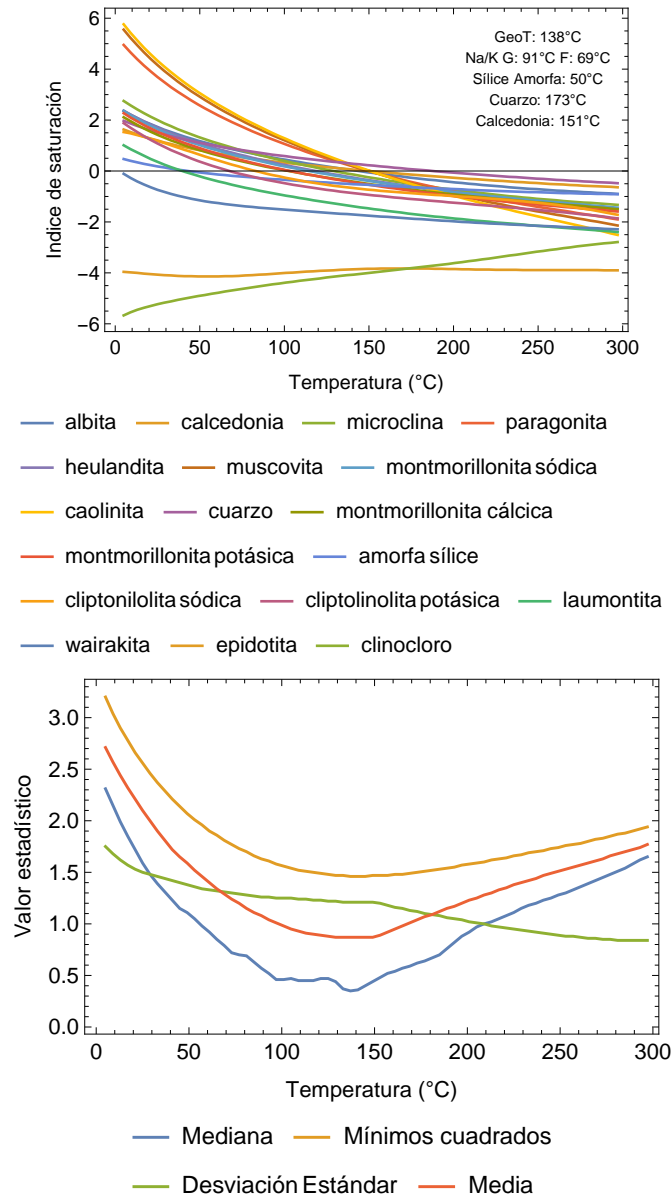 GeoT: 138°C
Na/K G: 91°C F: 69°C
Sílice Amorfa: 50°C
Cuarzo: 173°C
Calcedonia: 151°C
Indice de saturación
6
4
2
0
−2
−4
−6
0 50 100 150 200 250 300
Temperatura (°C)
albita calcedonia microclina paragonita
heulandita muscovita montmorillonita sódica
caolinita cuarzo montmorillonita cálcica
montmorillonita potásica amorfa sílice
cliptonilolita sódica cliptolinolita potásica laumontita
wairakita epidotita clinocloro
Valor estadístico
3.0
2.5
2.0
1.5
1.0
0.5
0.0
0 50 100 150 200 250 300
Temperatura (°C)
Mediana Mínimos cuadrados
Desviación Estándar Media